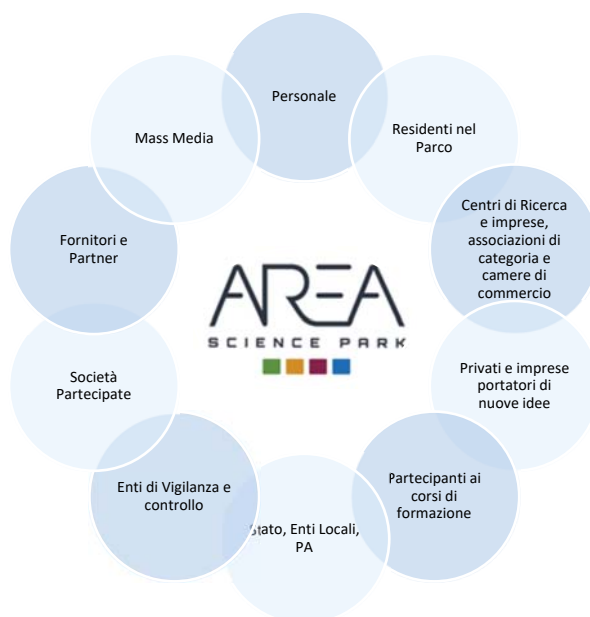 Personale
Residenti nel
Parco
Centri di Ricerca
e imprese,
associazioni di
categoria e
camere di
commercio
Privati e imprese
portatori di
nuove idee
Partecipanti ai
corsi di
formazione
Stato, Enti Locali,
PA
Enti di Vigilanza e
controllo
Società
Partecipate
Fornitori e
Partner
Mass Media
AREA
SCIENCE PARK